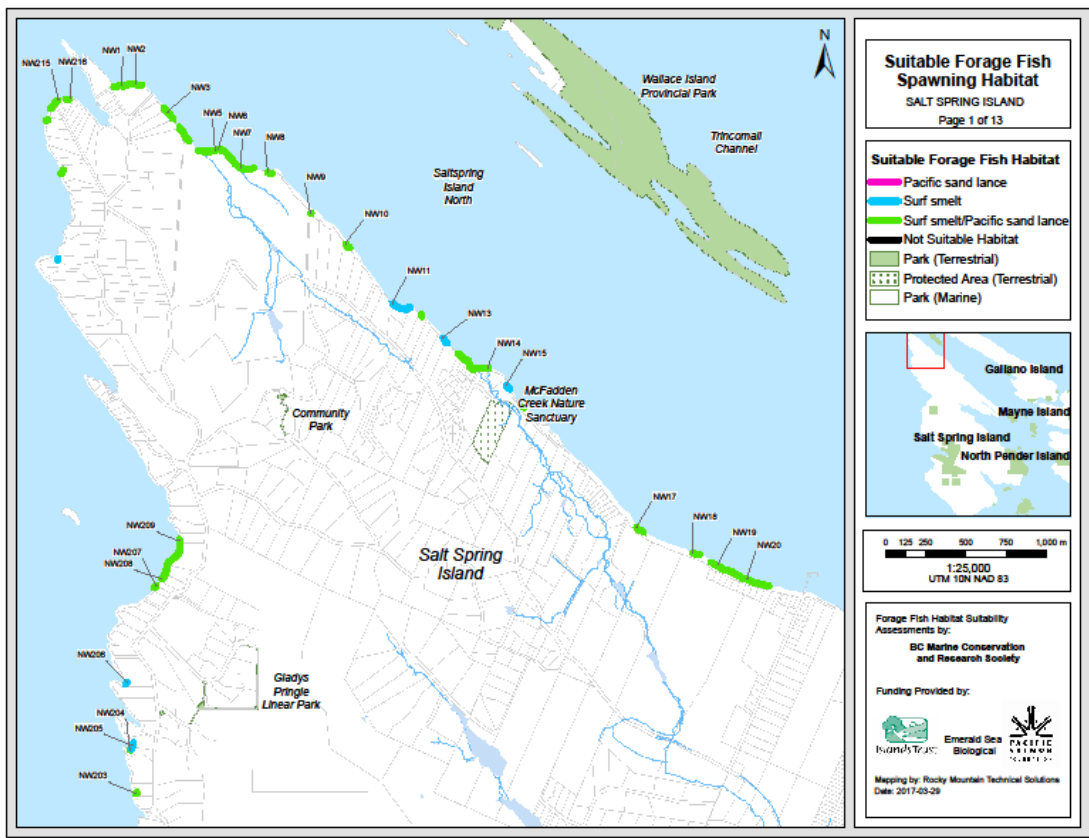 NW1
NW2
NW215
NW216
NW3
NW5
NW6
NW7
NW8
NW9
NW10
NW11
NW13
NW14
NW15
NW17
NW18
NW19
NW20
NW209
NW207
NW208
NW206
NW204
NW205
NW203
N
Wallace Island
Provincial Park
Trincomali
Channel
Saltspring
Island
North
McFadden
Creek Nature
Sanctuary
Community
Park
Salt Spring
Island
Gladys
Pringle
Linear Park
Suitable Forage Fish
Spawning Habitat
SALT SPRING ISLAND
Page 1 of 13
Suitable Forage Fish Habitat
Pacific sand lance
Surf smelt
Surf smelt/Pacific sand lance
Not Suitable Habitat
Park (Terrestrial)
Protected Area (Terrestrial)
Park (Marine)
Galiano Island
Mayne Island
Salt Spring Island
North Pender Island
0 125 250 500 750 1,000 m
1:25,000
UTM 10N NAD 83
Forage Fish Habitat Suitability
Assessments by:
BC Marine Conservation
and Research Society
Funding Provided by:
Islands Trust
Emerald Sea
Biological
PACIFIC
SALMON
Mapping by: Rocky Mountain Technical Solutions
Date: 2017-03-29